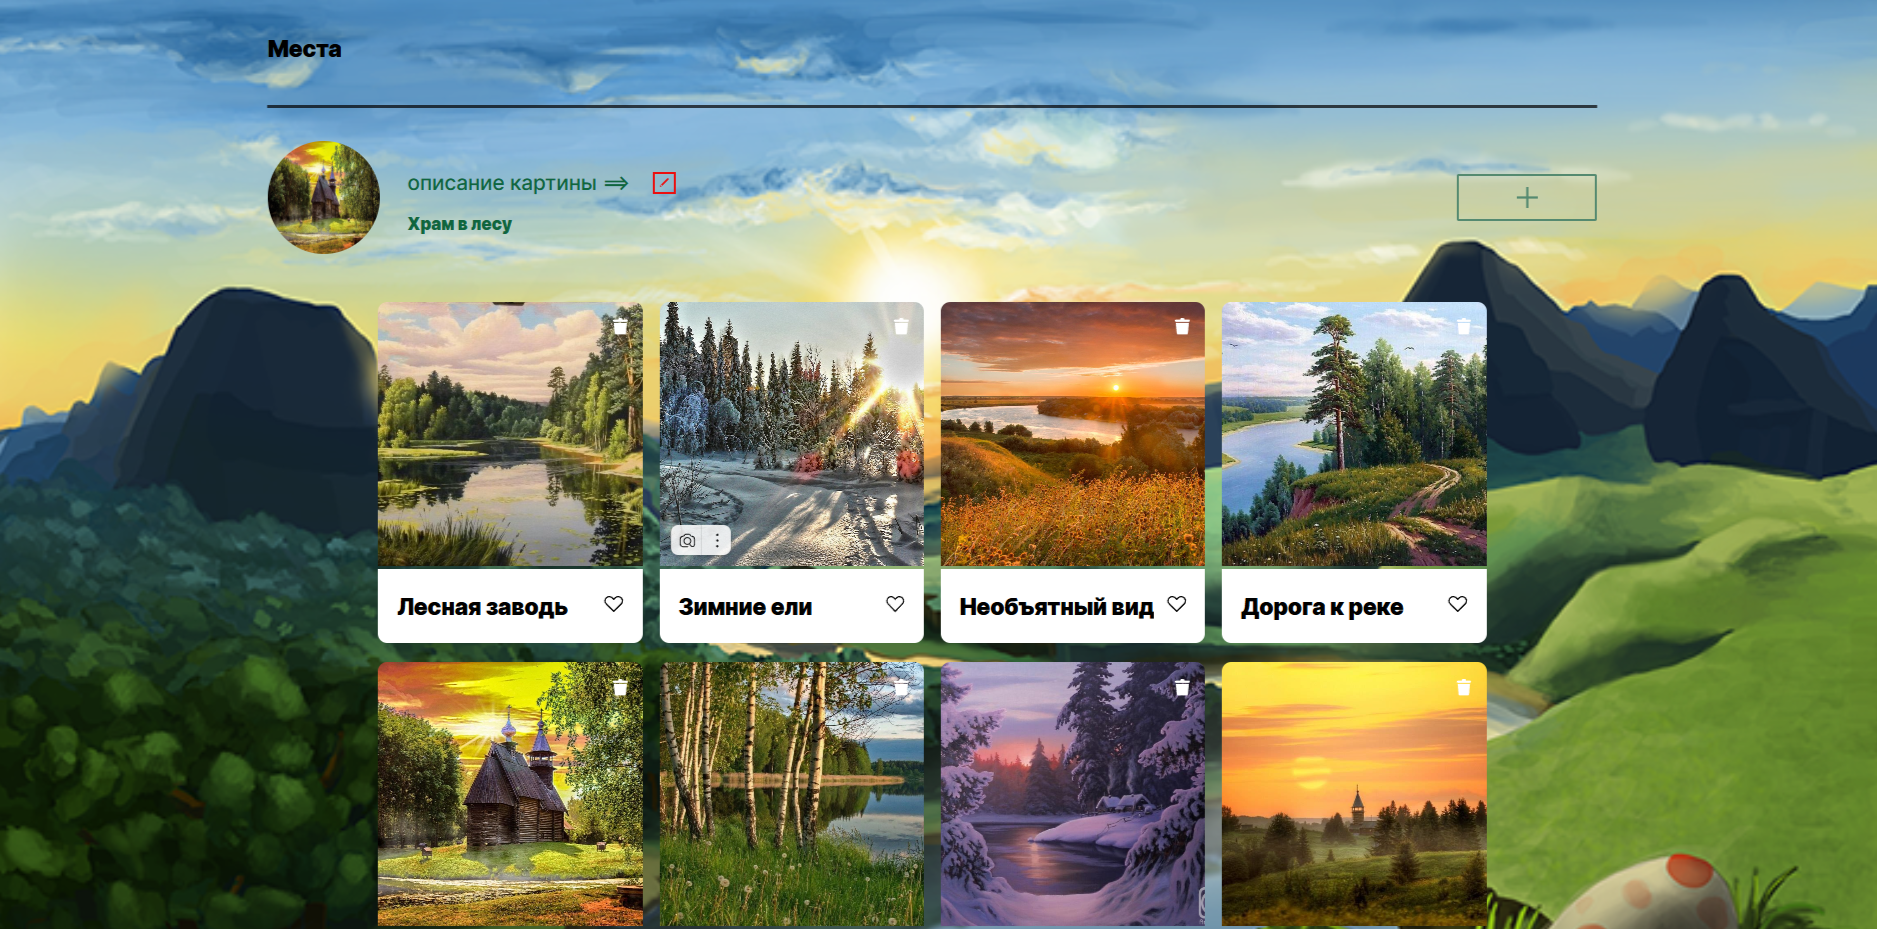 Места
описание картины ⟹
Храм в лесу
Лесная заводь
Зимние ели
Необъятный вид
Дорога к реке